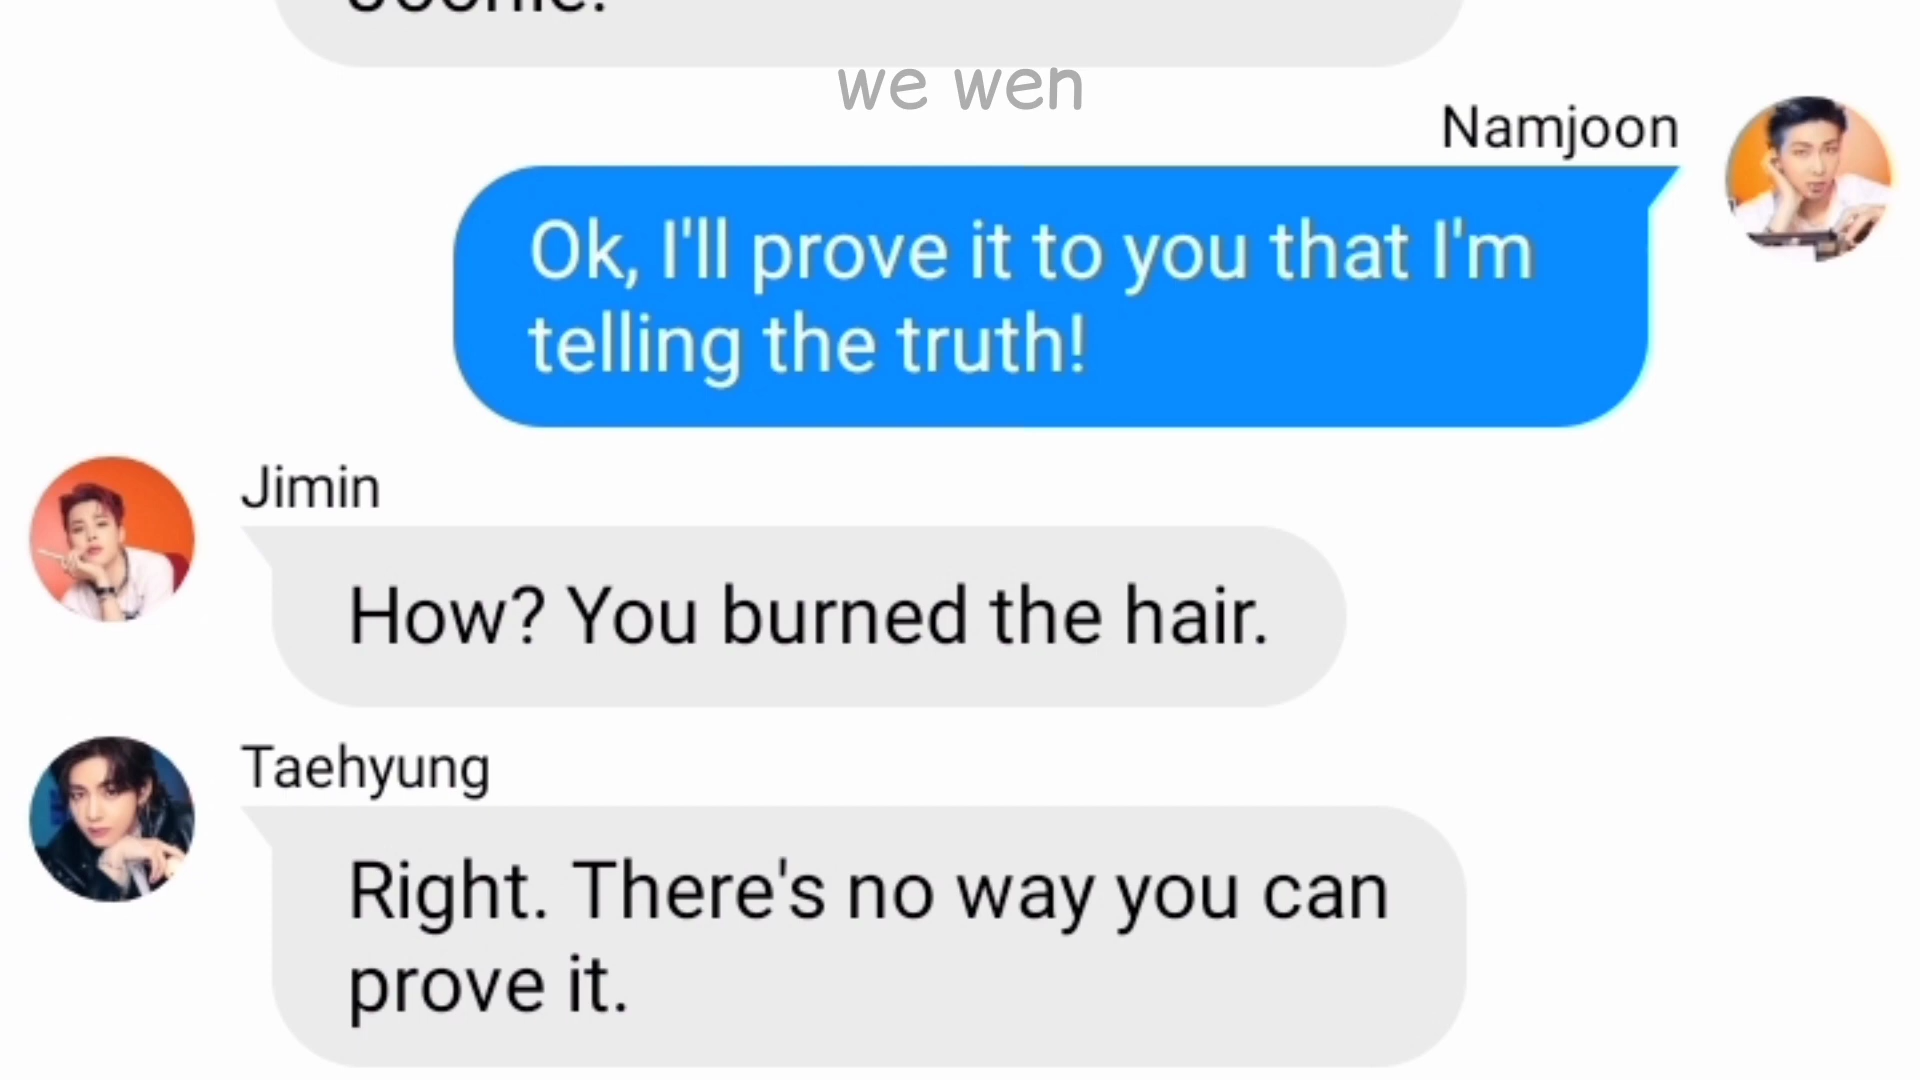 we wen
Namjoon
Ok, I'll prove it to you that I'm
telling the truth!
Jimin
How? You burned the hair.
Taehyung
Right. There's no way you can
prove it.